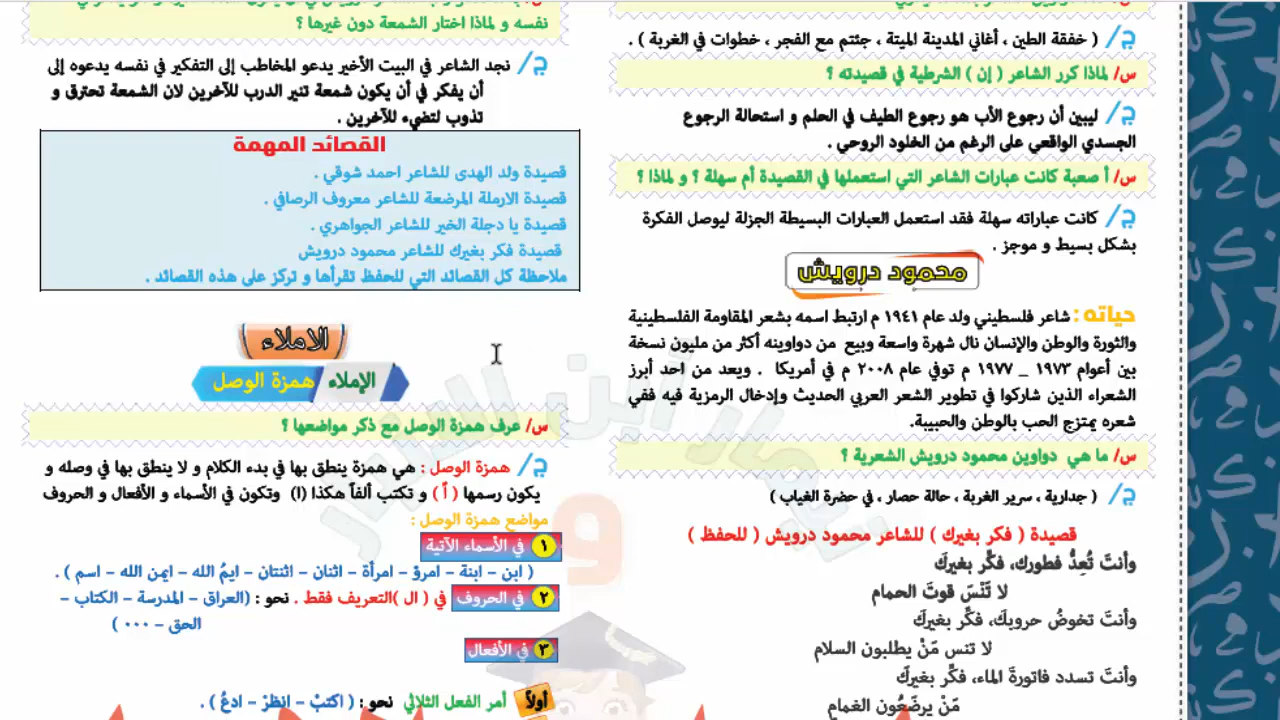 ج/ ( خفقة الطين ، أغاني المدينة الميتة ، جئتم مع الفجر ، خطوات في الغربة ) .
س/ لماذا كرر الشاعر ( إن ) الشرطية في قصيدته ؟
ج/ ليبين أن رجوع الأب هو رجوع الطيف في الحلم و استحالة الرجوع
الجسدي الواقعي على الرغم من الخلود الروحي .
س/ أ صعبة كانت عبارات الشاعر التي استعملها في القصيدة أم سهلة ؟ و لماذا ؟
ج/ كانت عباراته سهلة فقد استعمل العبارات البسيطة الجزلة ليوصل الفكرة
بشكل بسيط و موجز .
محمود درويش
حياته : شاعر فلسطيني ولد عام ١٩٤١ م ارتبط اسمه بشعر المقاومة الفلسطينية
والثورة والوطن والإنسان نال شهرة واسعة وبيع من دواوينه أكثر من مليون نسخة
بين أعوام ١٩٧٣ _ ١٩٧٧ م توفي عام ٢٠٠٨ م في أمريكا . ويعد من احد أبرز
الشعراء الذين شاركوا في تطوير الشعر العربي الحديث وإدخال الرمزية فيه ففي
شعره يمتزج الحب بالوطن والحبيبة.
س/ ما هي دواوين محمود درويش الشعرية ؟
ج/ ( جدارية ، سرير الغربة ، حالة حصار ، في حضرة الغياب )
قصيدة ( فكر بغيرك ) للشاعر محمود درويش ( للحفظ )
وأنتَ تُعِدُّ فطورك، فكِّر بغيركَ
لا تَنْسَ قوتَ الحمام
وأنتَ تخوضُ حروبكَ، فكِّر بغيركَ
لا تنس مَنْ يطلبون السلام
وأنتَ تسدد فاتورةَ الماء، فكِّر بغيركَ
مَنْ يرضَعُون الغمامِ
نفسه و لماذا اختار الشمعة دون غيرها ؟
ج/ نجد الشاعر في البيت الأخير يدعو المخاطب إلى التفكير في نفسه يدعوه إلى
أن يفكر في أن يكون شمعة تنير الدرب للآخرين لان الشمعة تحترق و
تذوب لتضيء للآخرين .
القصائد المهمة
قصيدة ولد الهدى للشاعر احمد شوقي .
قصيدة الارملة المرضعة للشاعر معروف الرصافي .
قصيدة يا دجلة الخير للشاعر الجواهري .
قصيدة فكر بغيرك للشاعر محمود درويش
ملاحظة كل القصائد التي للحفظ تقرأها و تركز على هذه القصائد .
الاملاء
الإملاء همزة الوصل
س/ عرف همزة الوصل مع ذكر مواضعها ؟
ج/ همزة الوصل : هي همزة ينطق بها في بدء الكلام و لا ينطق بها في وصله و
يكون رسمها ( أ ) و تكتب ألفاً هكذا (ا) وتكون في الأسماء و الأفعال و الحروف
مواضع همزة الوصل :
١ في الأسماء الآتية
( ابن – ابنة – امرؤ – امرأة – اثنان – اثنتان – ايمُ الله – ايمن الله – اسم ) .
٢ في الحروف في ( ال )التعريف فقط . نحو : (العراق – المدرسة – الكتاب –
الحق – ٠٠٠ )
٣ في الأفعال
أولاً أمر الفعل الثلاثي نحو : ( اكتبْ – انظرْ – ادعُ ) .